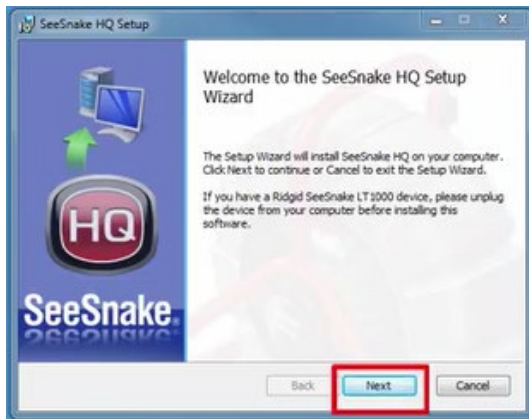 SeeSnake HQ Setup
Welcome to the SeeSnake HQ Setup
Wizard
The Setup Wizard will install SeeSnake HQ on your computer.
Click Next to continue or Cancel to exit the Setup Wizard.
If you have a Ridgid SeeSnake LT1000 device, please unplug
the device from your computer before installing this
software.
HQ
SeeSnake
Back
Next
Cancel